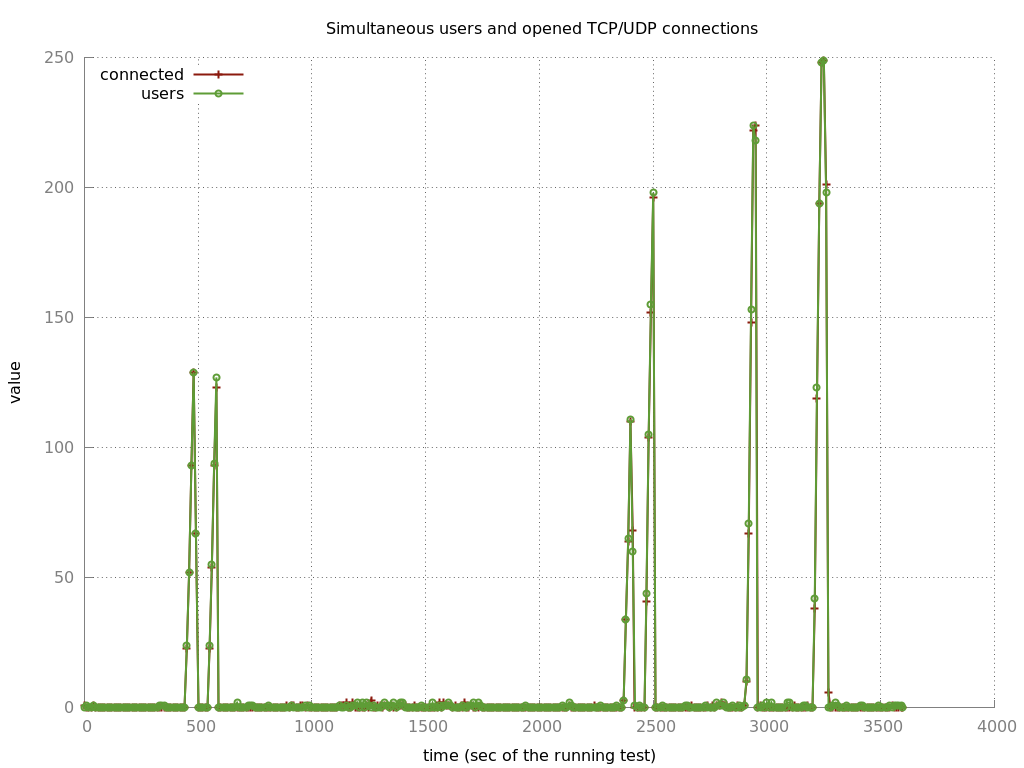 Simultaneous users and opened TCP/UDP connections
connected
users
250
200
150
100
50
0
value
0 500 1000 1500 2000 2500 3000 3500 4000
time (sec of the running test)